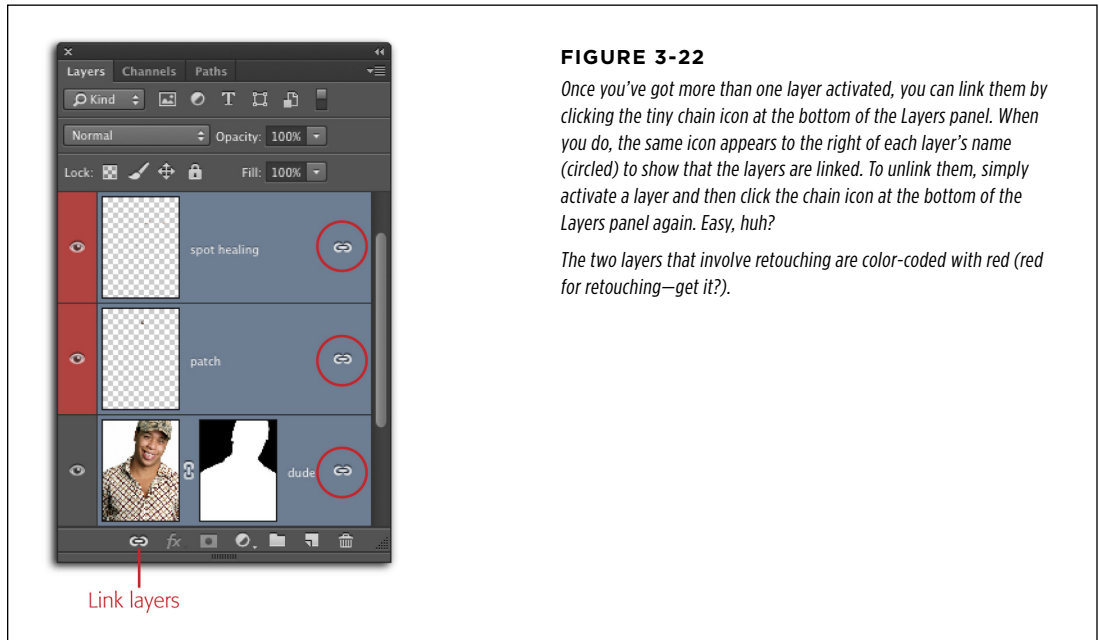 Layers Channels Paths
Kind
T
Normal Opacity: 100%
Lock: Fill: 100%
spot healing
patch
dude
fx
Link layers
FIGURE 3-22
Once you’ve got more than one layer activated, you can link them by
clicking the tiny chain icon at the bottom of the Layers panel. When
you do, the same icon appears to the right of each layer’s name
(circled) to show that the layers are linked. To unlink them, simply
activate a layer and then click the chain icon at the bottom of the
Layers panel again. Easy, huh?
The two layers that involve retouching are color-coded with red (red
for retouching—get it?).